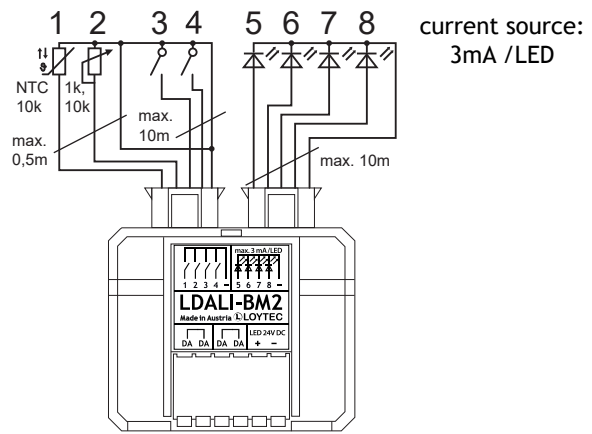 1 2 3 4 5 6 7 8
current source:
3mA /LED
NTC
10k
1k,
10k
max.
10m
max.
0,5m
max. 10m
max. 3 mA/LED
1 2 3 4 – 5 6 7 8 –
LDALI-BM2
Made in Austria LOYTEC
DA DA DA DA LED 24V DC
+ –